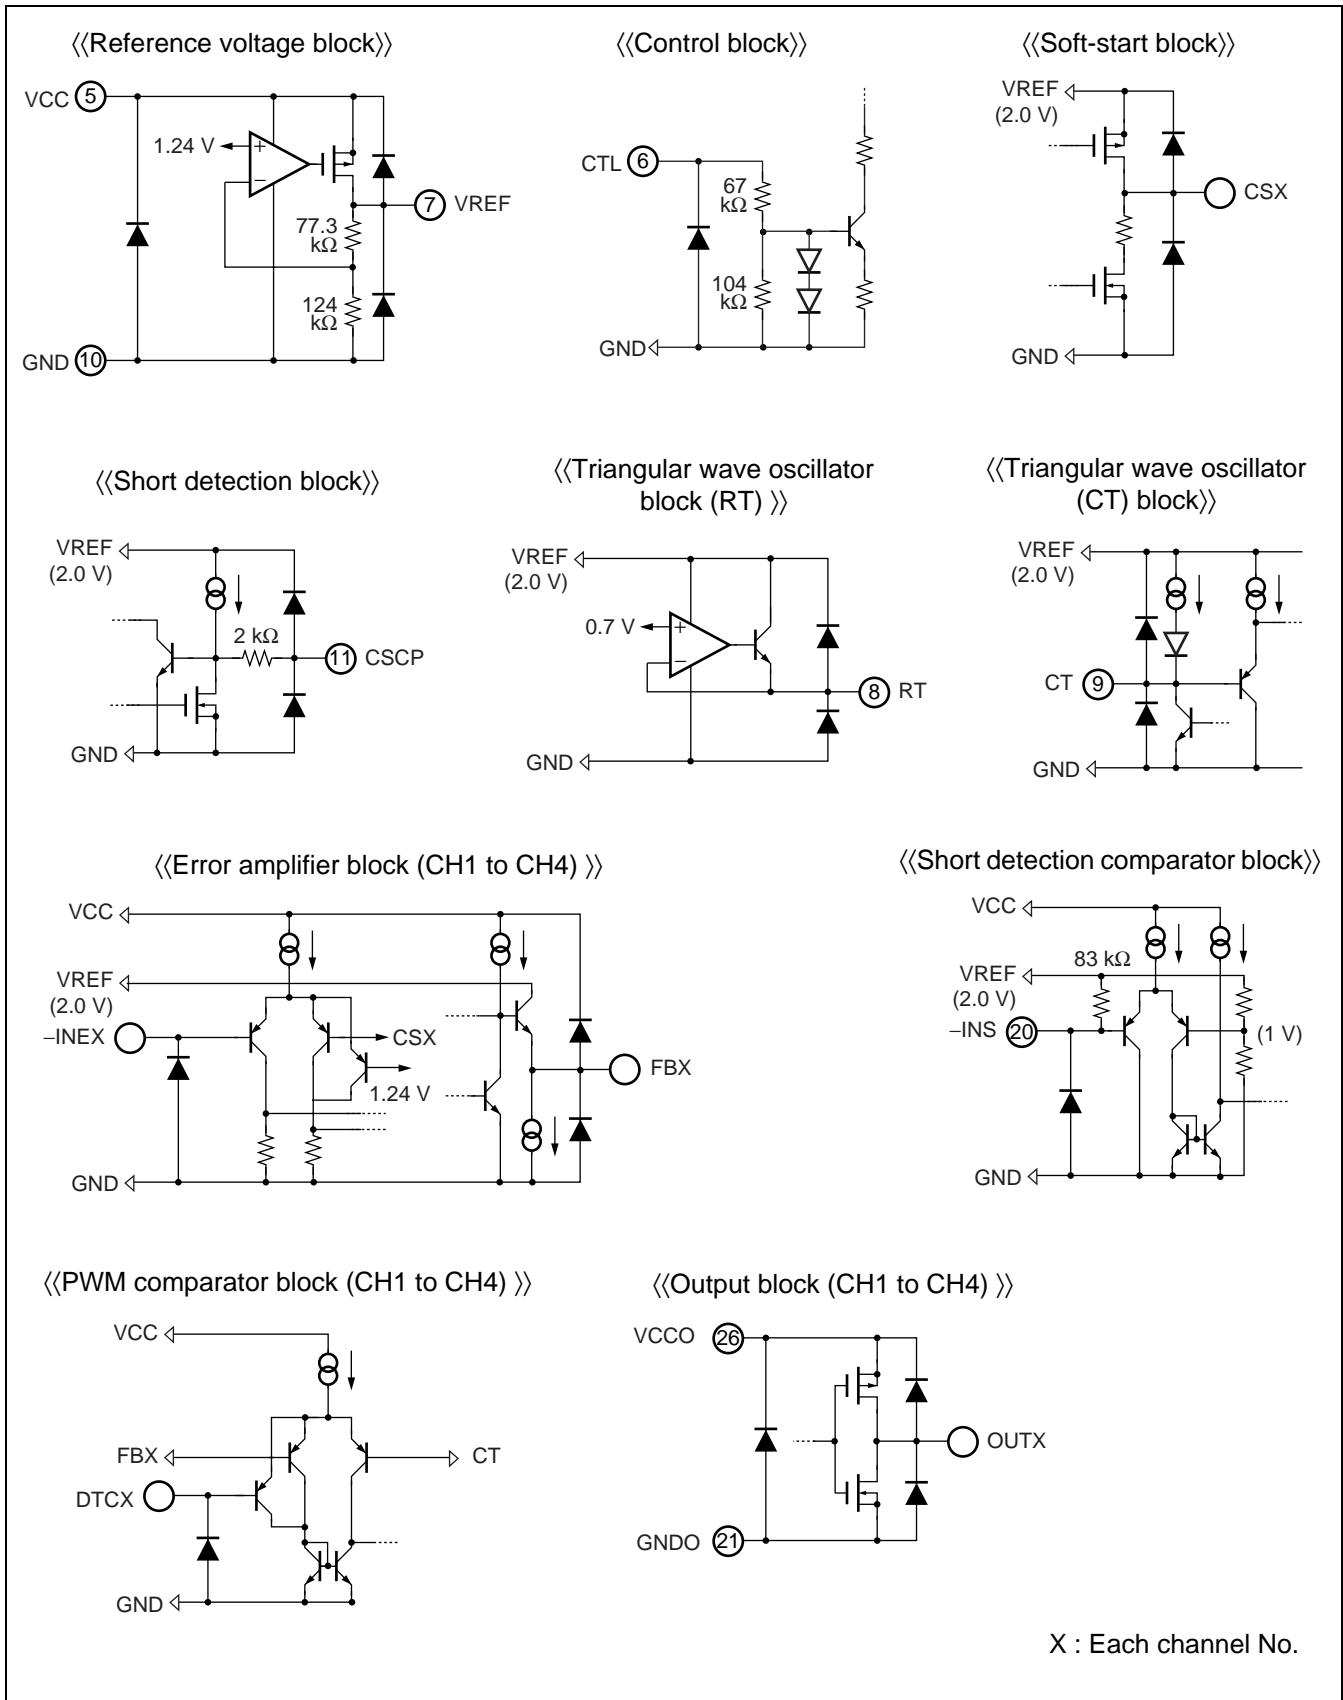 ⟨⟨Reference voltage block⟩⟩
VCC 5
1.24 V
+
−
7 VREF
77.3
kΩ
124
kΩ
GND 10
⟨⟨Control block⟩⟩
CTL 6
67
kΩ
104
kΩ
GND
⟨⟨Soft-start block⟩⟩
VREF
(2.0 V)
CSX
GND
⟨⟨Short detection block⟩⟩
VREF
(2.0 V)
2 kΩ
11 CSCP
GND
⟨⟨Triangular wave oscillator
block (RT) ⟩⟩
VREF
(2.0 V)
0.7 V
+
−
8 RT
GND
⟨⟨Triangular wave oscillator
(CT) block⟩⟩
VREF
(2.0 V)
CT 9
GND
⟨⟨Error amplifier block (CH1 to CH4) ⟩⟩
VCC
VREF
(2.0 V)
−INEX
CSX
1.24 V
FBX
GND
⟨⟨Short detection comparator block⟩⟩
VCC
83 kΩ
VREF
(2.0 V)
−INS 20
(1 V)
GND
⟨⟨PWM comparator block (CH1 to CH4) ⟩⟩
VCC
FBX
CT
DTCX
GND
⟨⟨Output block (CH1 to CH4) ⟩⟩
VCCO 26
OUTX
GNDO 21
X : Each channel No.